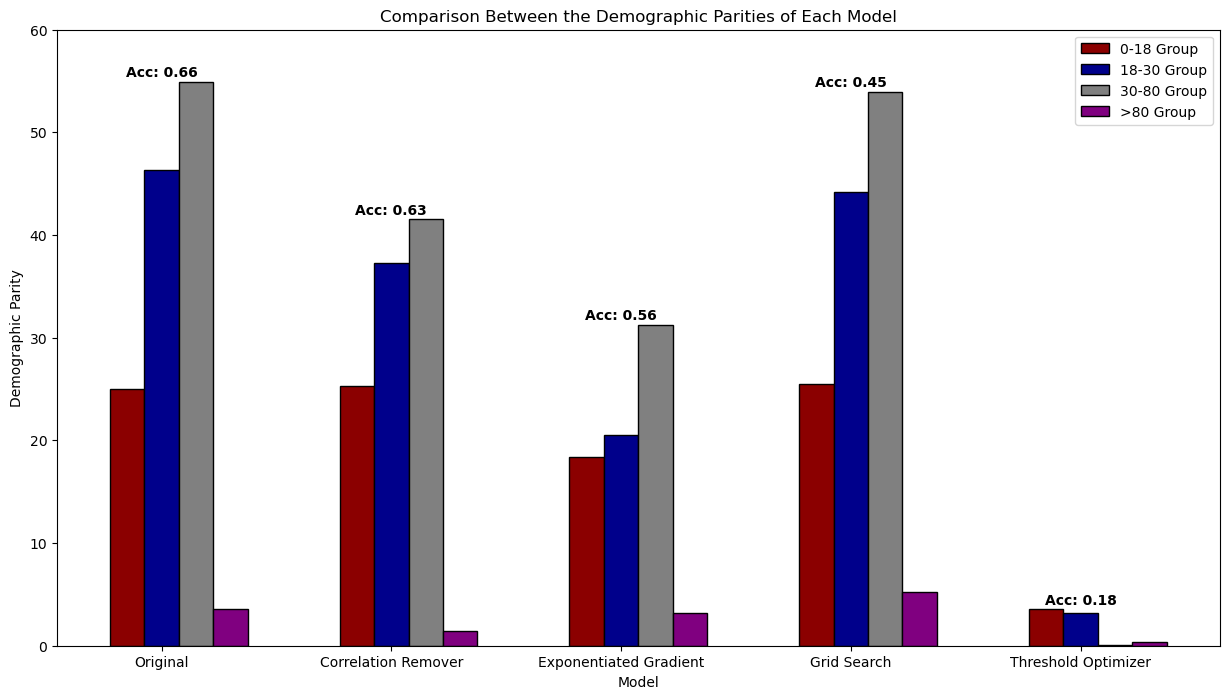 Comparison Between the Demographic Parities of Each Model
60
50
40
30
20
10
0
Demographic Parity
Acc: 0.66
Acc: 0.63
Acc: 0.56
Acc: 0.45
Acc: 0.18
0-18 Group
18-30 Group
30-80 Group
>80 Group
Original
Correlation Remover
Exponentiated Gradient
Grid Search
Threshold Optimizer
Model